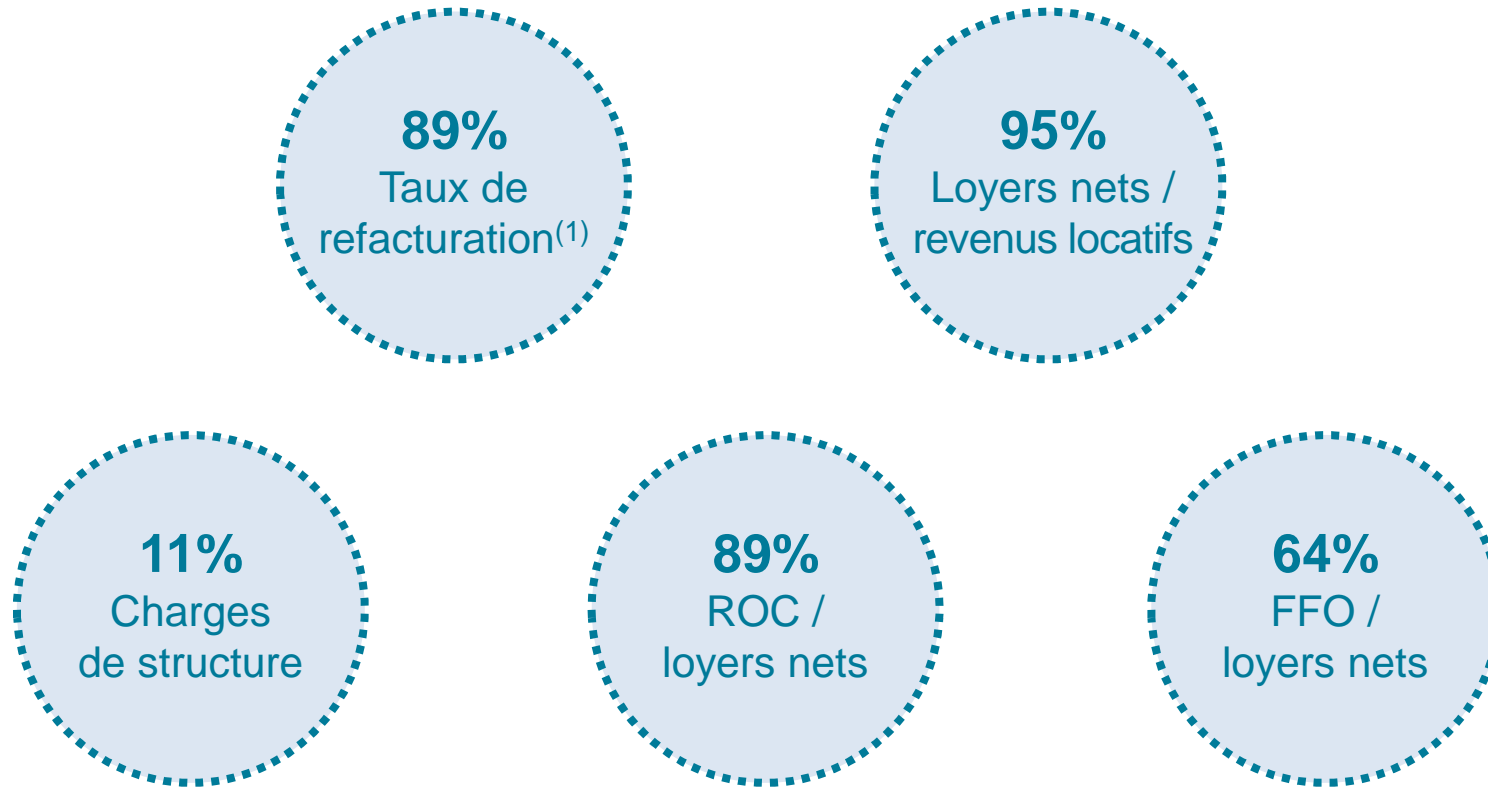 89%
Taux de
refacturation(1)
95%
Loyers nets /
revenus locatifs
11%
Charges
de structure
89%
ROC /
loyers nets
64%
FFO /
loyers nets